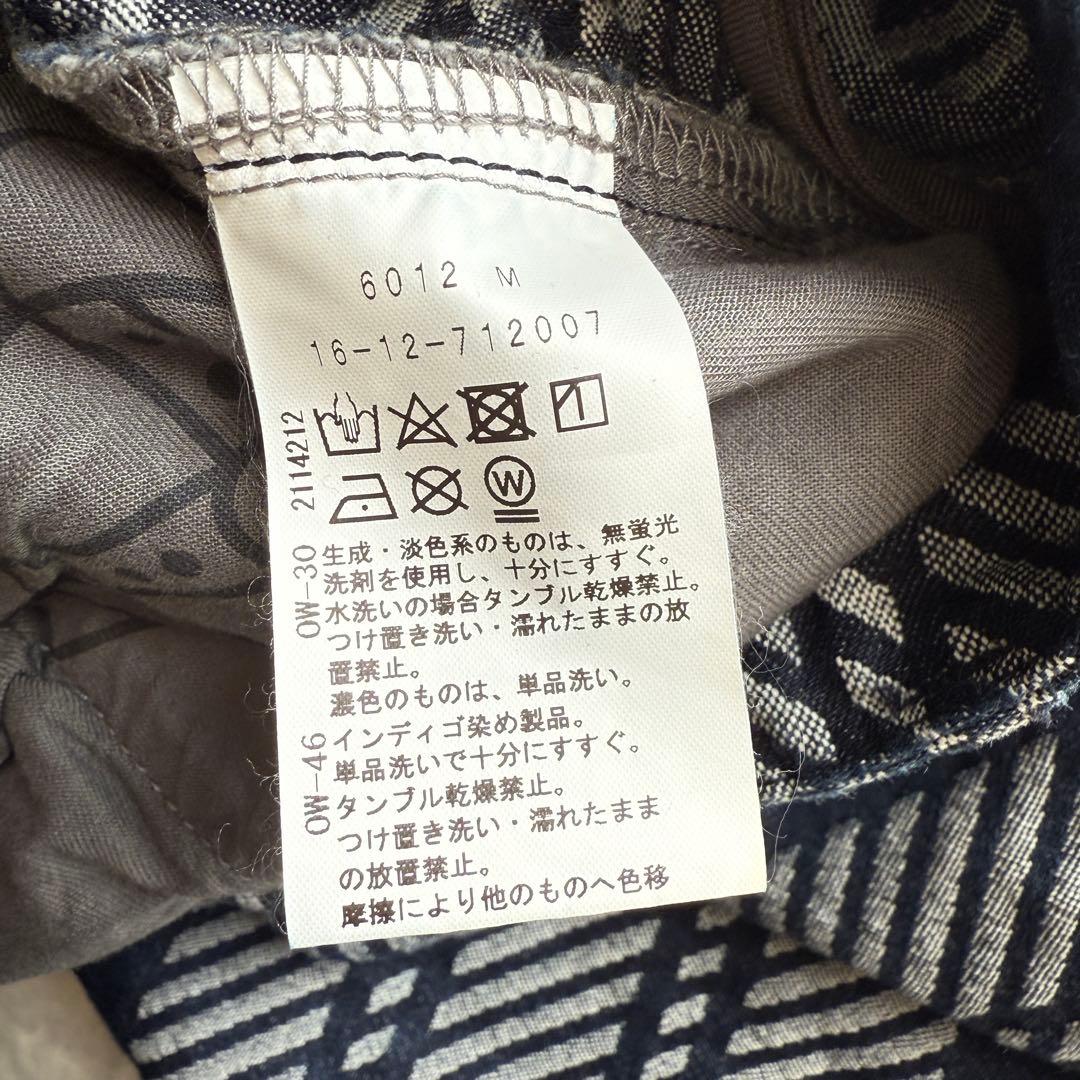 6012 M
16-12-712007
2114212
W
OW-30
生成・淡色系のものは、無蛍光
洗剤を使用し、十分にすすぐ。
水洗いの場合タンブル乾燥禁止。
つけ置き洗い・濡れたままの放
置禁止。
濃色のものは、単品洗い。
OW-46
インディゴ染め製品。
単品洗いで十分にすすぐ。
タンブル乾燥禁止。
つけ置き洗い・濡れたまま
の放置禁止。
摩擦により他のものへ色移